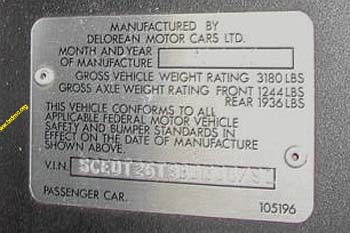 MANUFACTURED BY
DELOREAN MOTOR CARS LTD.
MONTH AND YEAR
OF MANUFACTURE
GROSS VEHICLE WEIGHT RATING 3180 LBS
GROSS AXLE WEIGHT RATING FRONT 1244 LBS
REAR 1936 LBS
THIS VEHICLE CONFORMS TO ALL
APPLICABLE FEDERAL MOTOR VEHICLE
SAFETY AND BUMPER STANDARDS IN
EFFECT ON THE DATE OF MANUFACTURE
SHOWN ABOVE.
V.I.N.
PASSENGER CAR. 105196